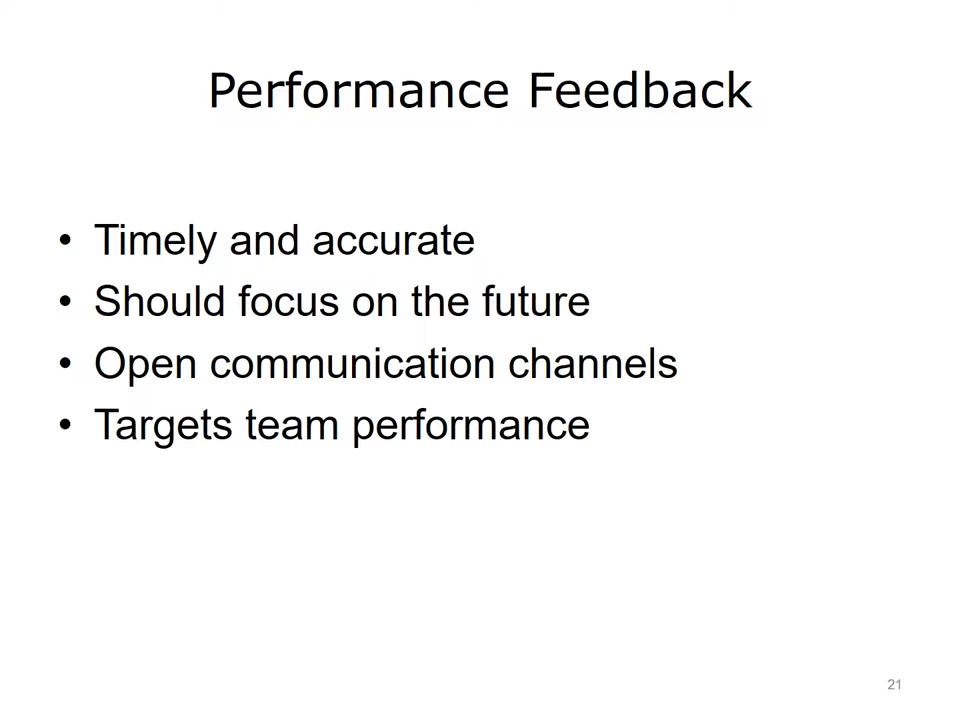 Performance Feedback
• Timely and accurate
• Should focus on the future
• Open communication channels
• Targets team performance
21